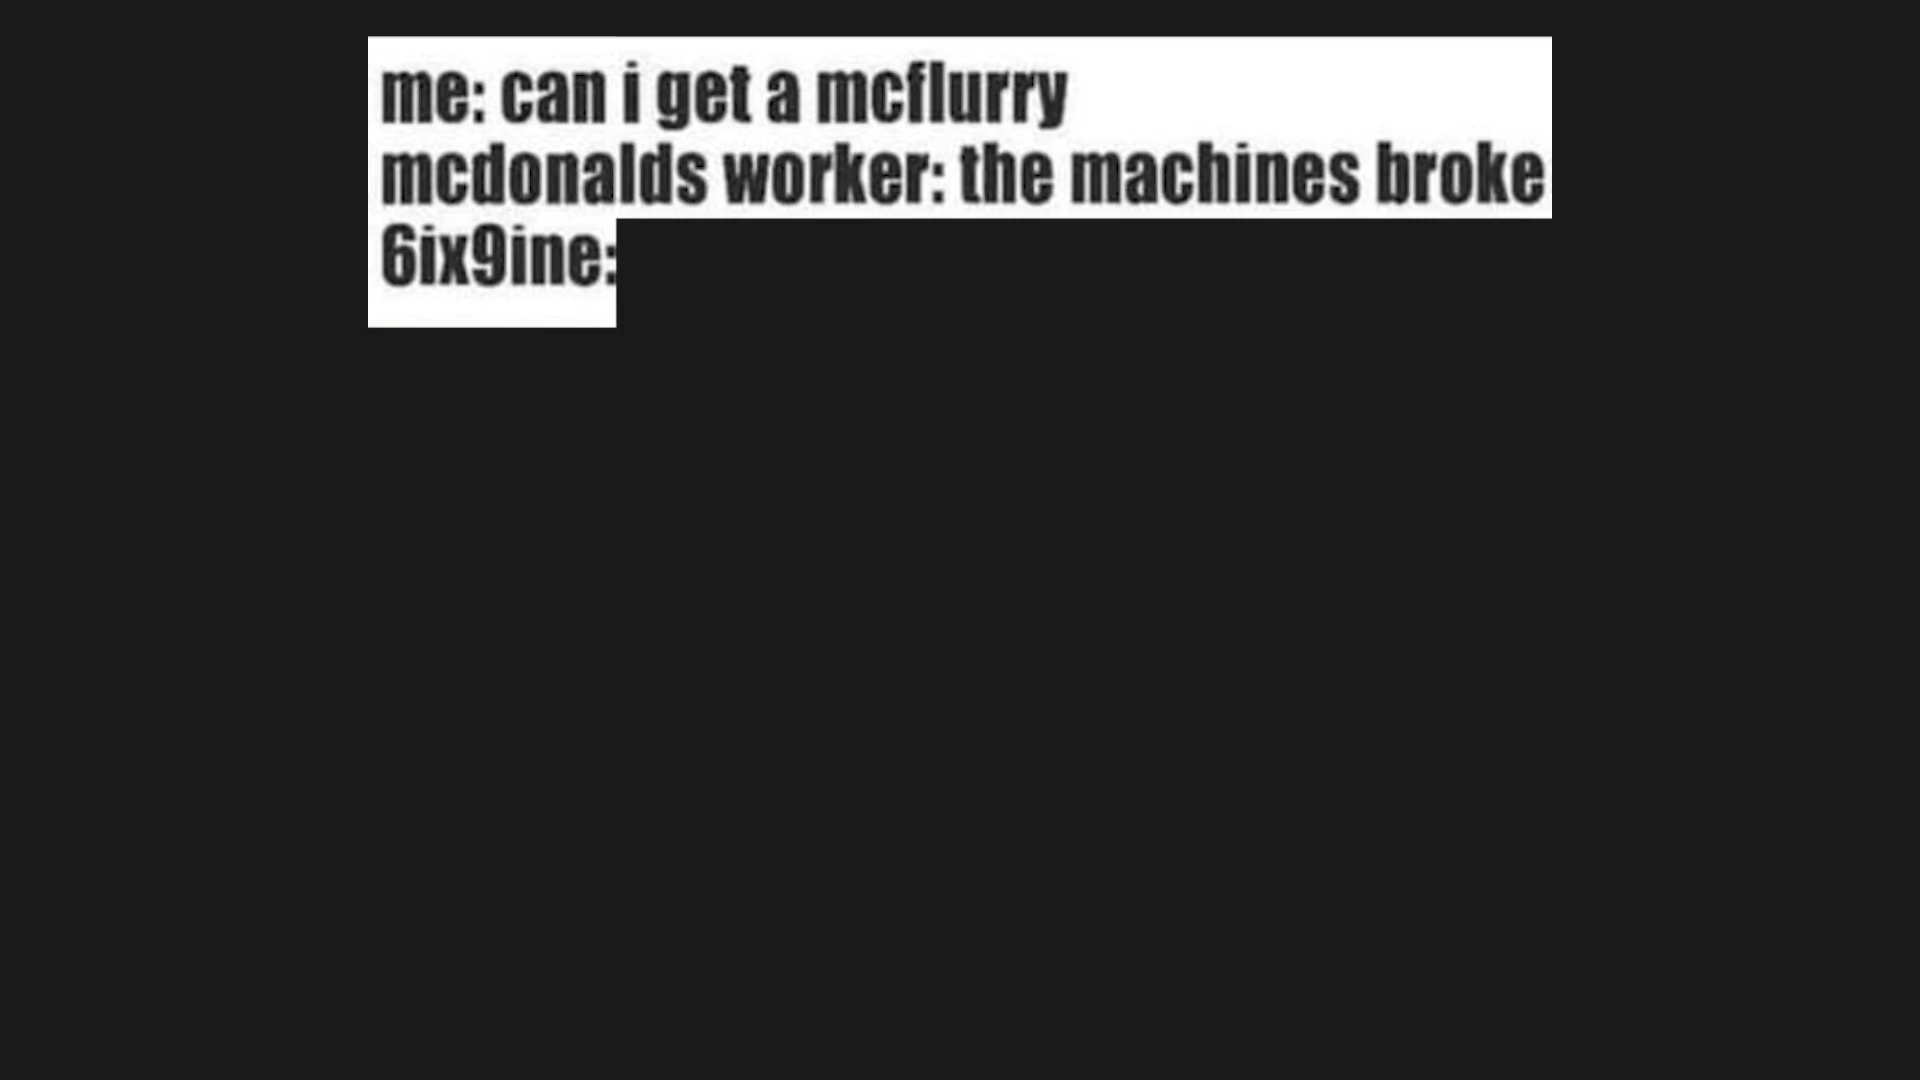 me: can i get a mcflurry
mcdonalds worker: the machines broke
6ix9ine: